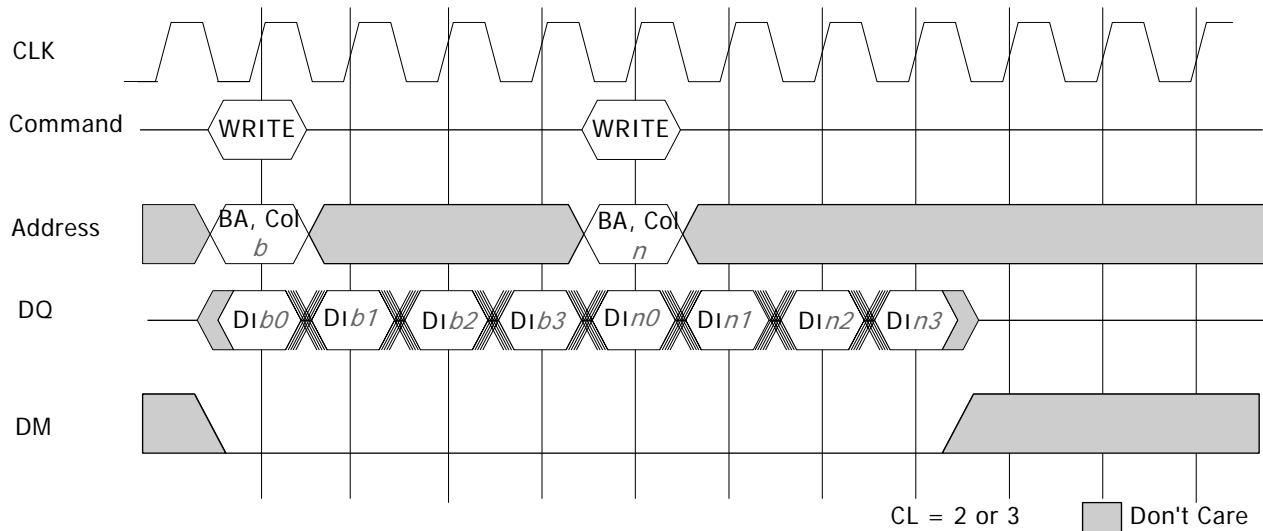 CLK
Command WRITE WRITE
Address BA, Col b BA, Col n
DQ DIb0 DIb1 DIb2 DIb3 DIn0 DIn1 DIn2 DIn3
DM
CL = 2 or 3 Don't Care